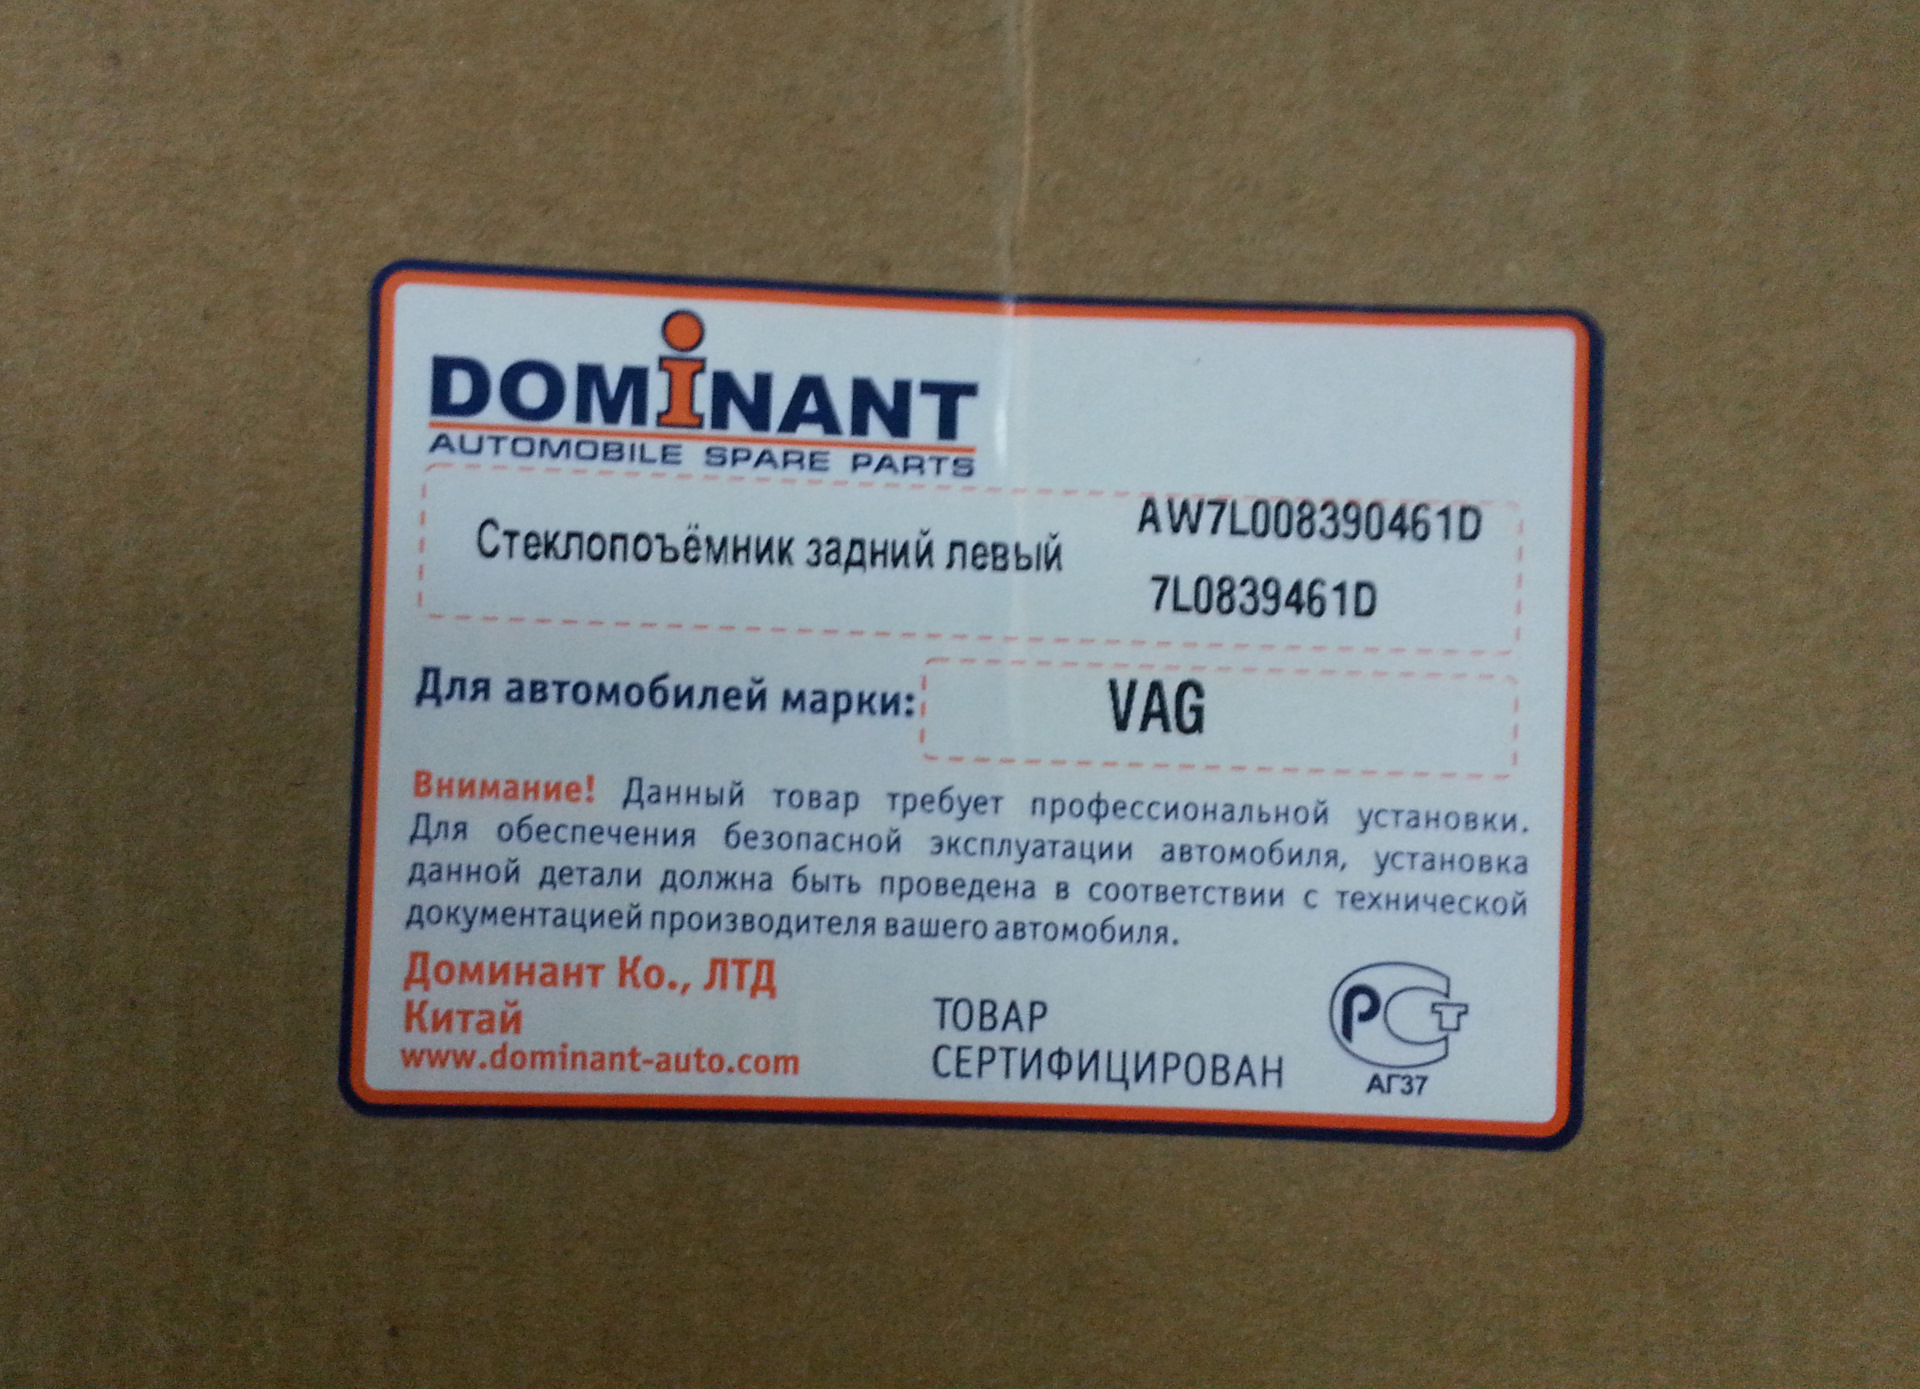 DOMiNANT
AUTOMOBILE SPARE PARTS
Стеклопоъёмник задний левый
AW7L008390461D
7L0839461D
Для автомобилей марки: VAG
Внимание! Данный товар требует профессиональной установки.
Для обеспечения безопасной эксплуатации автомобиля, установка
данной детали должна быть проведена в соответствии с технической
документацией производителя вашего автомобиля.
Доминант Ко., ЛТД
Китай
www.dominant-auto.com
ТОВАР
СЕРТИФИЦИРОВАН
РСТ
АГ37